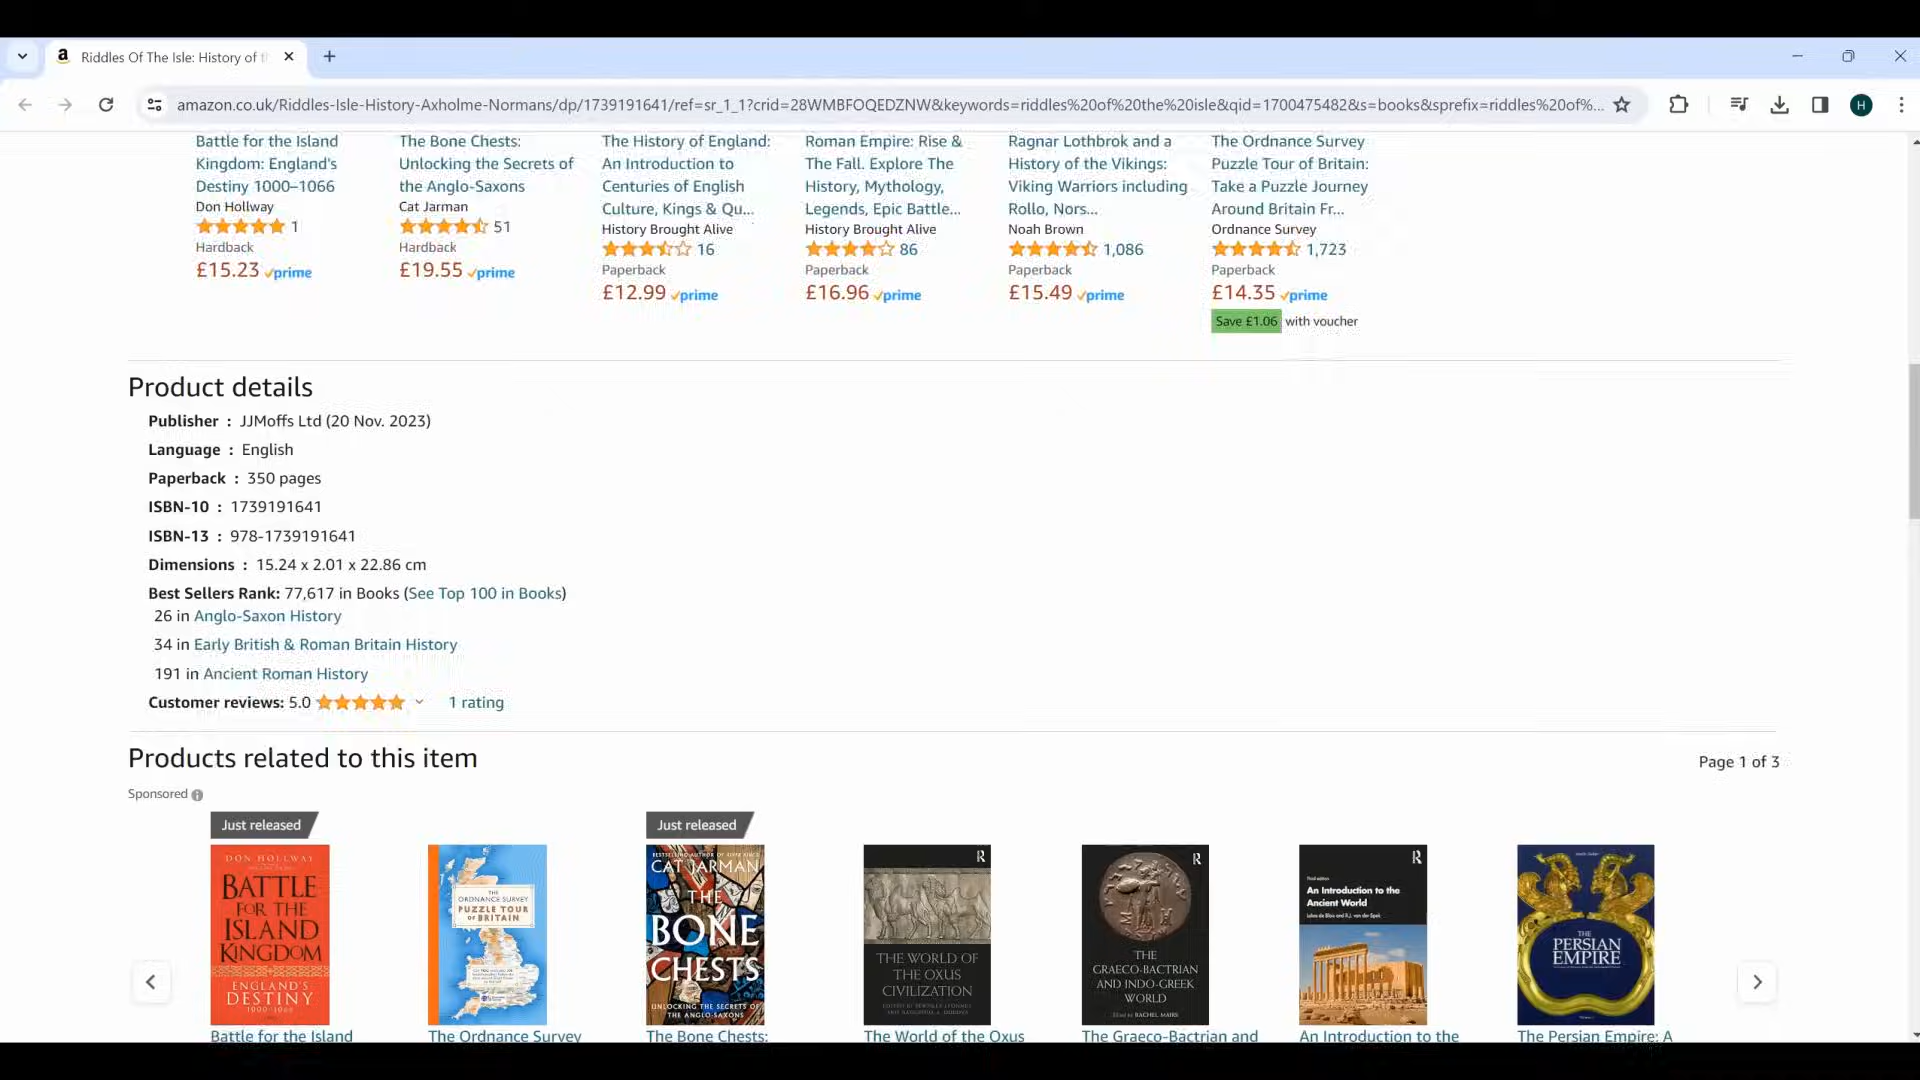 Riddles Of The Isle: History of t
amazon.co.uk/Riddles-Isle-History-Axholme-Normans/dp/1739191641/ref=sr_1_1?crid=28WMBFOQEDZNW&keywords=riddles%20of%20the%20isle&qid=1700475482&s=books&sprefix=riddles%20of%...
H
Battle for the Island
Kingdom: England's
Destiny 1000–1066
Don Hollway
1
Hardback
£15.23 prime
The Bone Chests:
Unlocking the Secrets of
the Anglo-Saxons
Cat Jarman
51
Hardback
£19.55 prime
The History of England:
An Introduction to
Centuries of English
Culture, Kings & Qu...
History Brought Alive
16
Paperback
£12.99 prime
Roman Empire: Rise &
The Fall. Explore The
History, Mythology,
Legends, Epic Battle...
History Brought Alive
86
Paperback
£16.96 prime
Ragnar Lothbrok and a
History of the Vikings:
Viking Warriors including
Rollo, Nors...
Noah Brown
1,086
Paperback
£15.49 prime
The Ordnance Survey
Puzzle Tour of Britain:
Take a Puzzle Journey
Around Britain Fr...
Ordnance Survey
1,723
Paperback
£14.35 prime
Save £1.06 with voucher
Product details
Publisher : JJMoffs Ltd (20 Nov. 2023)
Language : English
Paperback : 350 pages
ISBN-10 : 1739191641
ISBN-13 : 978-1739191641
Dimensions : 15.24 x 2.01 x 22.86 cm
Best Sellers Rank: 77,617 in Books (See Top 100 in Books)
26 in Anglo-Saxon History
34 in Early British & Roman Britain History
191 in Ancient Roman History
Customer reviews: 5.0 1 rating
Products related to this item
Page 1 of 3
Sponsored
Just released
DON HOLLWAY
BATTLE
FOR THE
ISLAND
KINGDOM
ENGLAND'S
DESTINY
1000-1066
Battle for the Island
THE
ORDNANCE SURVEY
PUZZLE TOUR
OF BRITAIN
The Ordnance Survey
Just released
CAT JARMAN
THE
BONE
CHESTS
UNLOCKING THE SECRETS OF
THE ANGLO-SAXONS
The Bone Chests:
R
THE WORLD OF
THE OXUS
CIVILIZATION
The World of the Oxus
R
THE
GRAECO-BACTRIAN
AND INDO-GREEK
WORLD
Edited by RACHEL MAIRS
The Graeco-Bactrian and
R
Third edition
An Introduction to the
Ancient World
An Introduction to the
THE
PERSIAN
EMPIRE
The Persian Empire: A